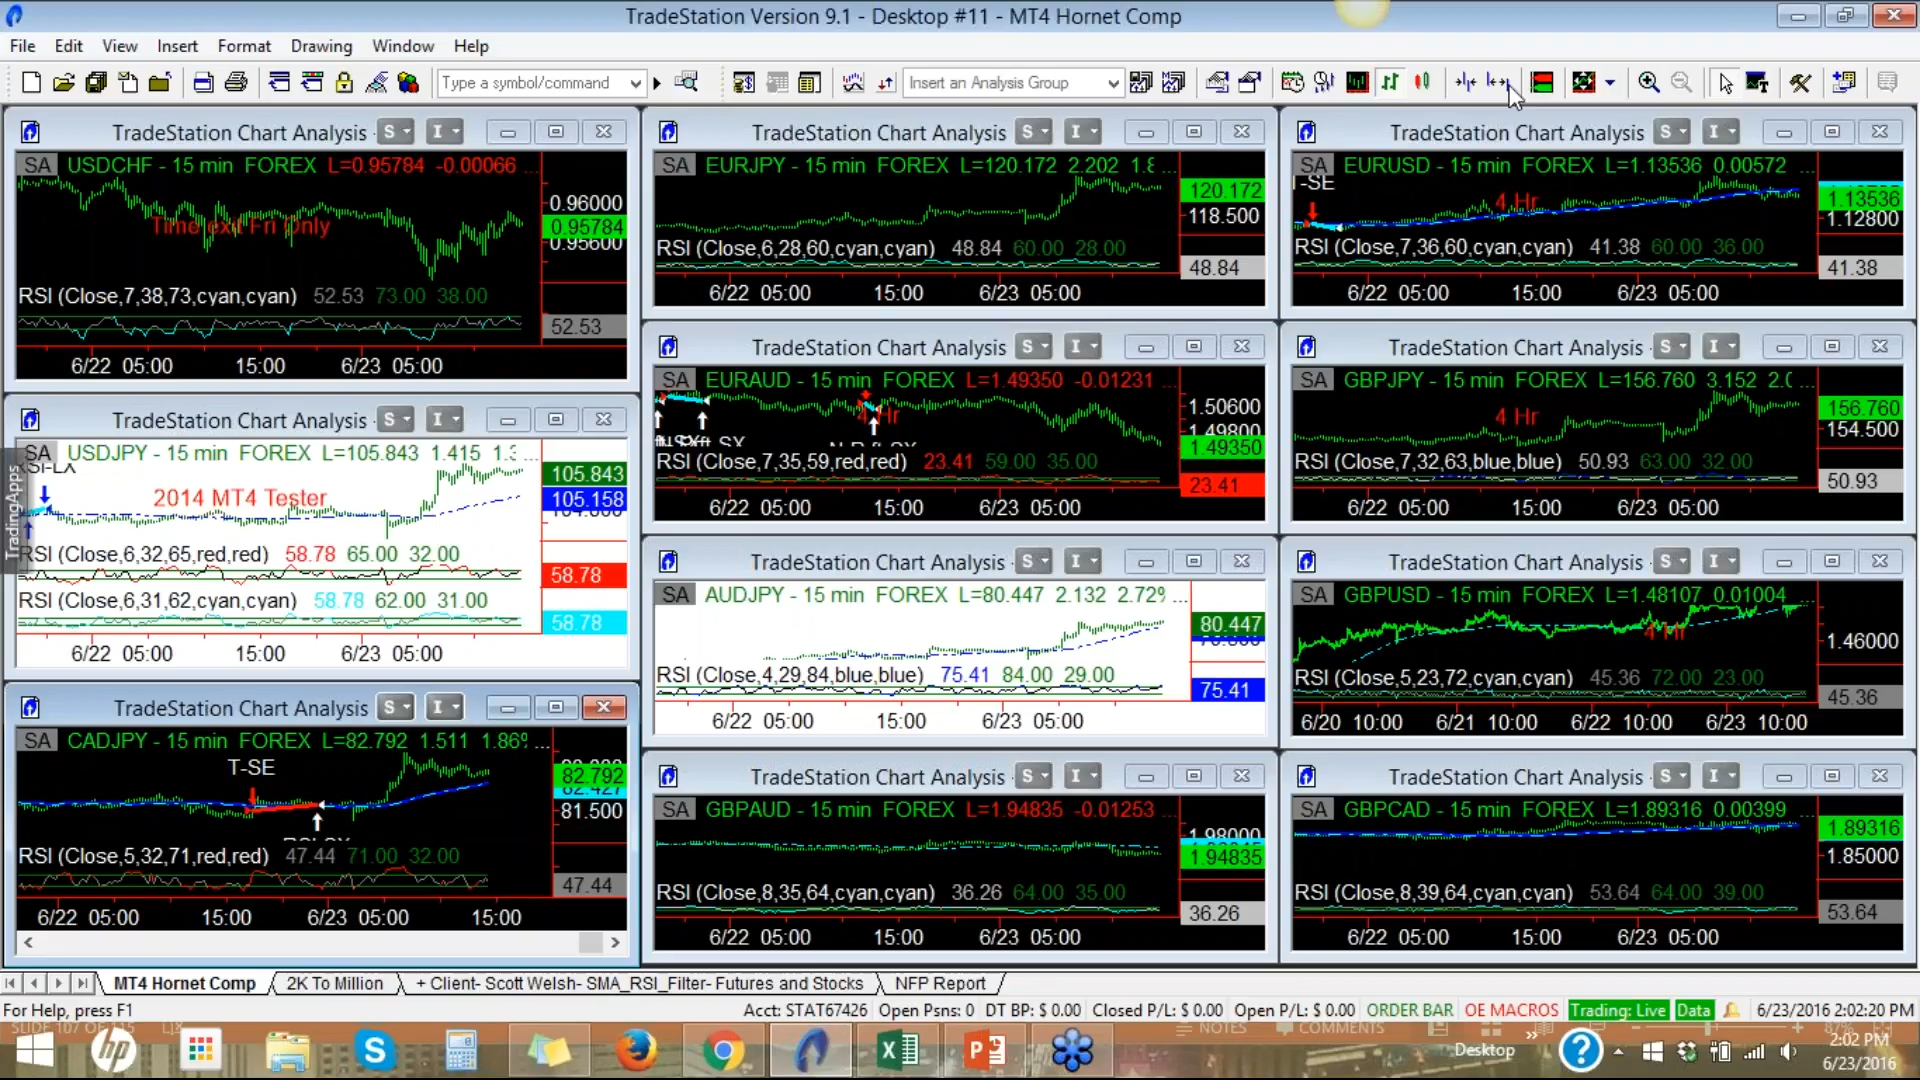 TradeStation Version 9.1 - Desktop #11 - MT4 Hornet Comp
File Edit View Insert Format Drawing Window Help
Type a symbol/command
Insert an Analysis Group
TradeStation Chart Analysis S I
SA USDCHF - 15 min FOREX L=0.95784 -0.00066 ...
Time exit Fri Only
0.96000
0.95784
0.95600
RSI (Close,7,38,73,cyan,cyan) 52.53 73.00 38.00
52.53
6/22 05:00 15:00 6/23 05:00
TradeStation Chart Analysis S I
SA USDJPY - 15 min FOREX L=105.843 1.415 ...
2014 MT4 Tester
105.843
105.158
RSI (Close,6,32,65,red,red) 58.78 65.00 32.00
58.78
RSI (Close,6,31,62,cyan,cyan) 58.78 62.00 31.00
58.78
6/22 05:00 15:00 6/23 05:00
TradingApps
TradeStation Chart Analysis S I
SA CADJPY - 15 min FOREX L=82.792 1.511 1.86% ...
T-SE
82.792
82.427
81.500
RSI (Close,5,32,71,red,red) 47.44 71.00 32.00
47.44
6/22 05:00 15:00 6/23 05:00 15:00
TradeStation Chart Analysis S I
SA EURJPY - 15 min FOREX L=120.172 2.202 ...
120.172
118.500
RSI (Close,6,28,60,cyan,cyan) 48.84 60.00 28.00
48.84
6/22 05:00 15:00 6/23 05:00
TradeStation Chart Analysis S I
SA EURAUD - 15 min FOREX L=1.49350 -0.01231 ...
4 Hr
1.50600
1.49800
1.49350
RSI (Close,7,35,59,red,red) 23.41 59.00 35.00
23.41
6/22 05:00 15:00 6/23 05:00
TradeStation Chart Analysis S I
SA AUDJPY - 15 min FOREX L=80.447 2.132 2.72% ...
80.447
RSI (Close,4,29,84,blue,blue) 75.41 84.00 29.00
75.41
6/22 05:00 15:00 6/23 05:00
TradeStation Chart Analysis S I
SA GBPAUD - 15 min FOREX L=1.94835 -0.01253 ...
1.98000
1.94835
RSI (Close,8,35,64,cyan,cyan) 36.26 64.00 35.00
36.26
6/22 05:00 15:00 6/23 05:00
TradeStation Chart Analysis S I
SA EURUSD - 15 min FOREX L=1.13536 0.00572 ...
T-SE
4 Hr
1.13536
1.12800
RSI (Close,7,36,60,cyan,cyan) 41.38 60.00 36.00
41.38
6/22 05:00 15:00 6/23 05:00
TradeStation Chart Analysis S I
SA GBPJPY - 15 min FOREX L=156.760 3.152 ...
4 Hr
156.760
154.500
RSI (Close,7,32,63,blue,blue) 50.93 63.00 32.00
50.93
6/22 05:00 15:00 6/23 05:00
TradeStation Chart Analysis S I
SA GBPUSD - 15 min FOREX L=1.48107 0.01004 ...
4 Hr
1.46000
RSI (Close,5,23,72,cyan,cyan) 45.36 72.00 23.00
45.36
6/20 10:00 6/21 10:00 6/22 10:00 6/23 10:00
TradeStation Chart Analysis S I
SA GBPCAD - 15 min FOREX L=1.89316 0.00399 ...
1.89316
1.85000
RSI (Close,8,39,64,cyan,cyan) 53.64 64.00 39.00
53.64
6/22 05:00 15:00 6/23 05:00
MT4 Hornet Comp 2K To Million + Client- Scott Welsh- SMA_RSI_Filter- Futures and Stocks NFP Report
For Help, press F1 Acct: STAT67426 Open Psns: 0 DT BP: $ 0.00 Closed P/L: $ 0.00 Open P/L: $ 0.00 ORDER BAR OE MACROS Trading: Live Data 6/23/2016 2:02:20 PM
SLIDE 107 OF 115 NOTES COMMENTS 87%
hp Desktop 2:02 PM
6/23/2016